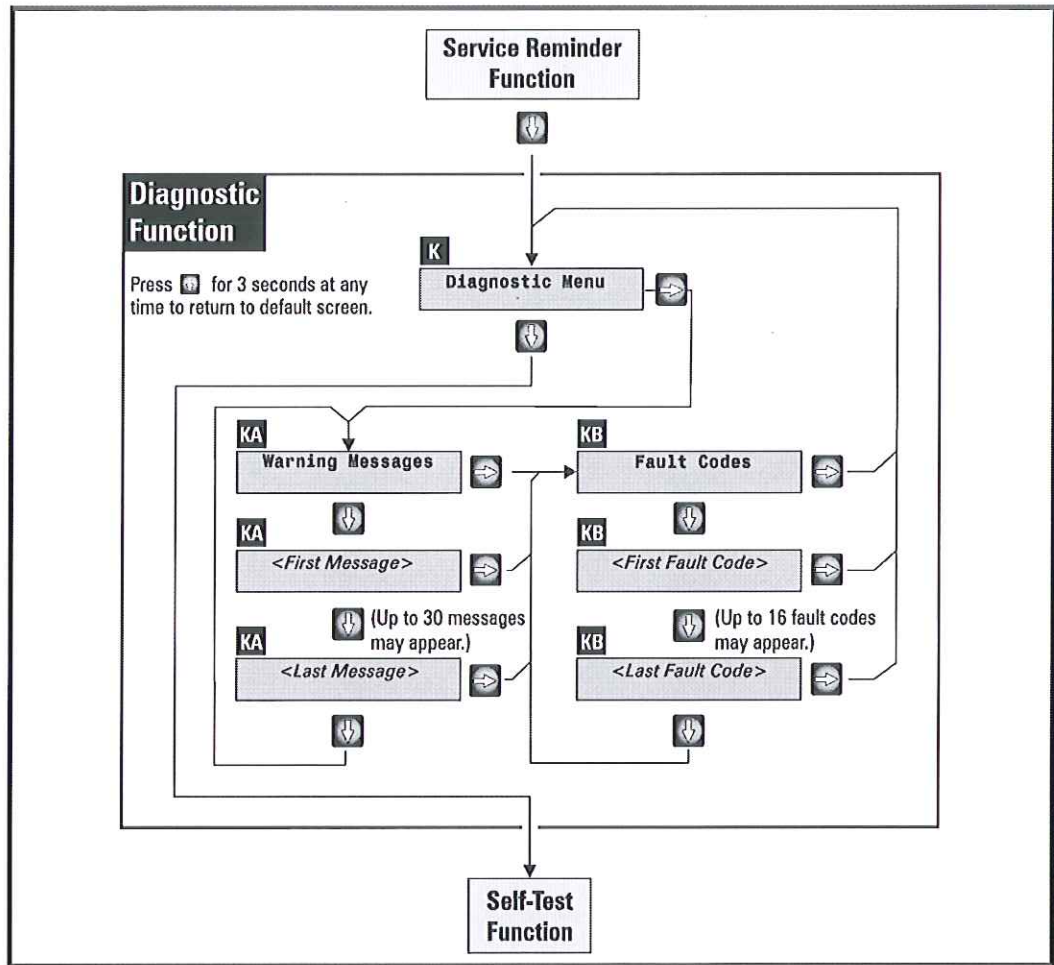 Service Reminder
Function
Diagnostic
Function
Press for 3 seconds at any
time to return to default screen.
K
Diagnostic Menu
KA
Warning Messages
KB
Fault Codes
KA
<First Message>
KB
<First Fault Code>
(Up to 30 messages
may appear.)
(Up to 16 fault codes
may appear.)
KA
<Last Message>
KB
<Last Fault Code>
Self-Test
Function